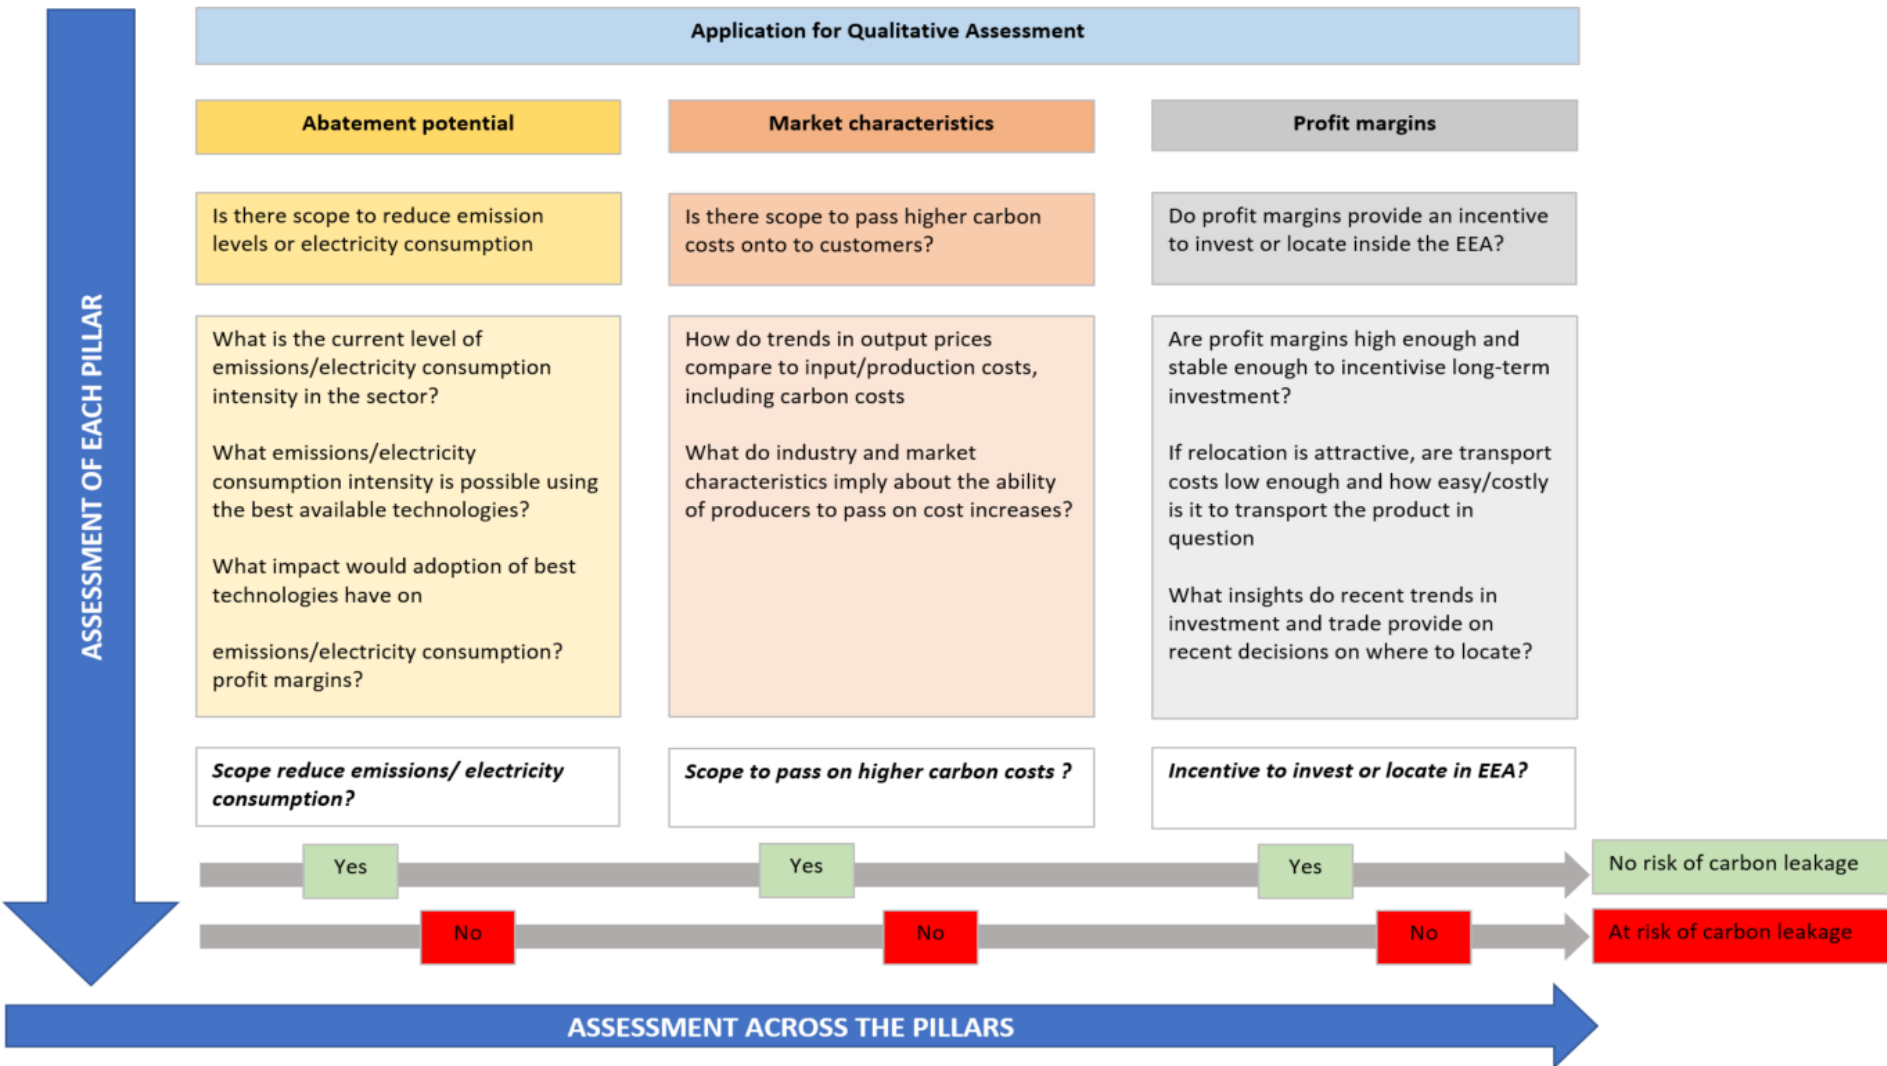 Application for Qualitative Assessment
Abatement potential
Market characteristics
Profit margins
Is there scope to reduce emission
levels or electricity consumption
Is there scope to pass higher carbon
costs onto to customers?
Do profit margins provide an incentive
to invest or locate inside the EEA?
ASSESSMENT OF EACH PILLAR
What is the current level of
emissions/electricity consumption
intensity in the sector?
What emissions/electricity
consumption intensity is possible using
the best available technologies?
What impact would adoption of best
technologies have on
emissions/electricity consumption?
profit margins?
How do trends in output prices
compare to input/production costs,
including carbon costs
What do industry and market
characteristics imply about the ability
of producers to pass on cost increases?
Are profit margins high enough and
stable enough to incentivise long-term
investment?
If relocation is attractive, are transport
costs low enough and how easy/costly
is it to transport the product in
question
What insights do recent trends in
investment and trade provide on
recent decisions on where to locate?
Scope reduce emissions/ electricity
consumption?
Scope to pass on higher carbon costs ?
Incentive to invest or locate in EEA?
Yes
Yes
Yes
No risk of carbon leakage
No
No
No
At risk of carbon leakage
ASSESSMENT ACROSS THE PILLARS